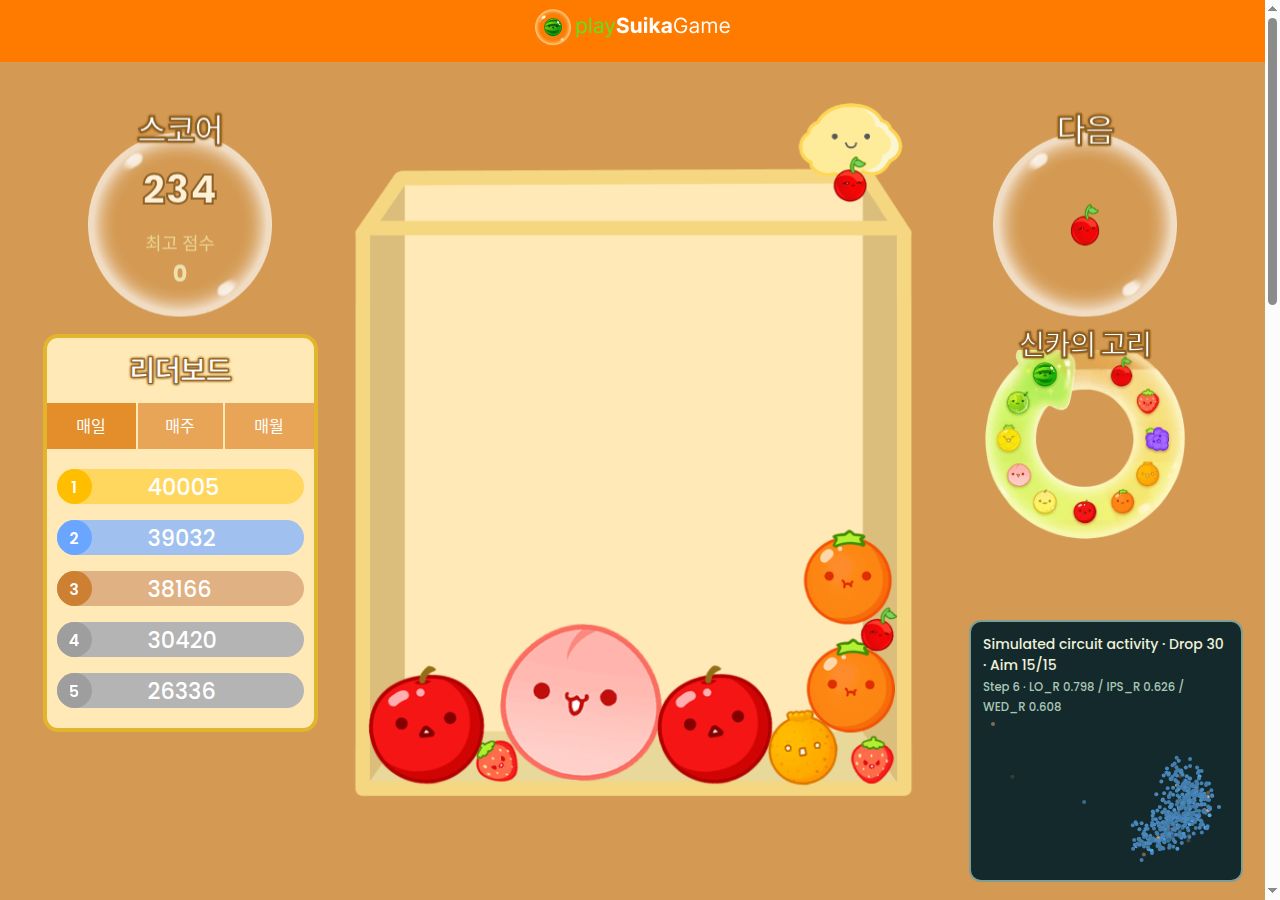 playSuikaGame
스코어
234
최고 점수
0
다음
신카의 고리
리더보드
매일 매주 매월
1 40005
2 39032
3 38166
4 30420
5 26336
Simulated circuit activity · Drop 30
· Aim 15/15
Step 6 · LO_R 0.798 / IPS_R 0.626 /
WED_R 0.608